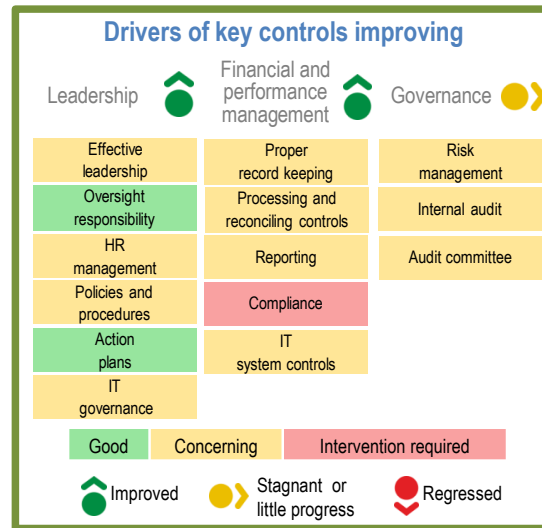 Drivers of key controls improving
Leadership
Financial and
performance
management
Governance
Effective
leadership
Oversight
responsibility
HR
management
Policies and
procedures
Action
plans
IT
governance
Proper
record keeping
Processing and
reconciling controls
Reporting
Compliance
IT
system controls
Risk
management
Internal audit
Audit committee
Good
Concerning
Intervention required
Improved
Stagnant or
little progress
Regressed